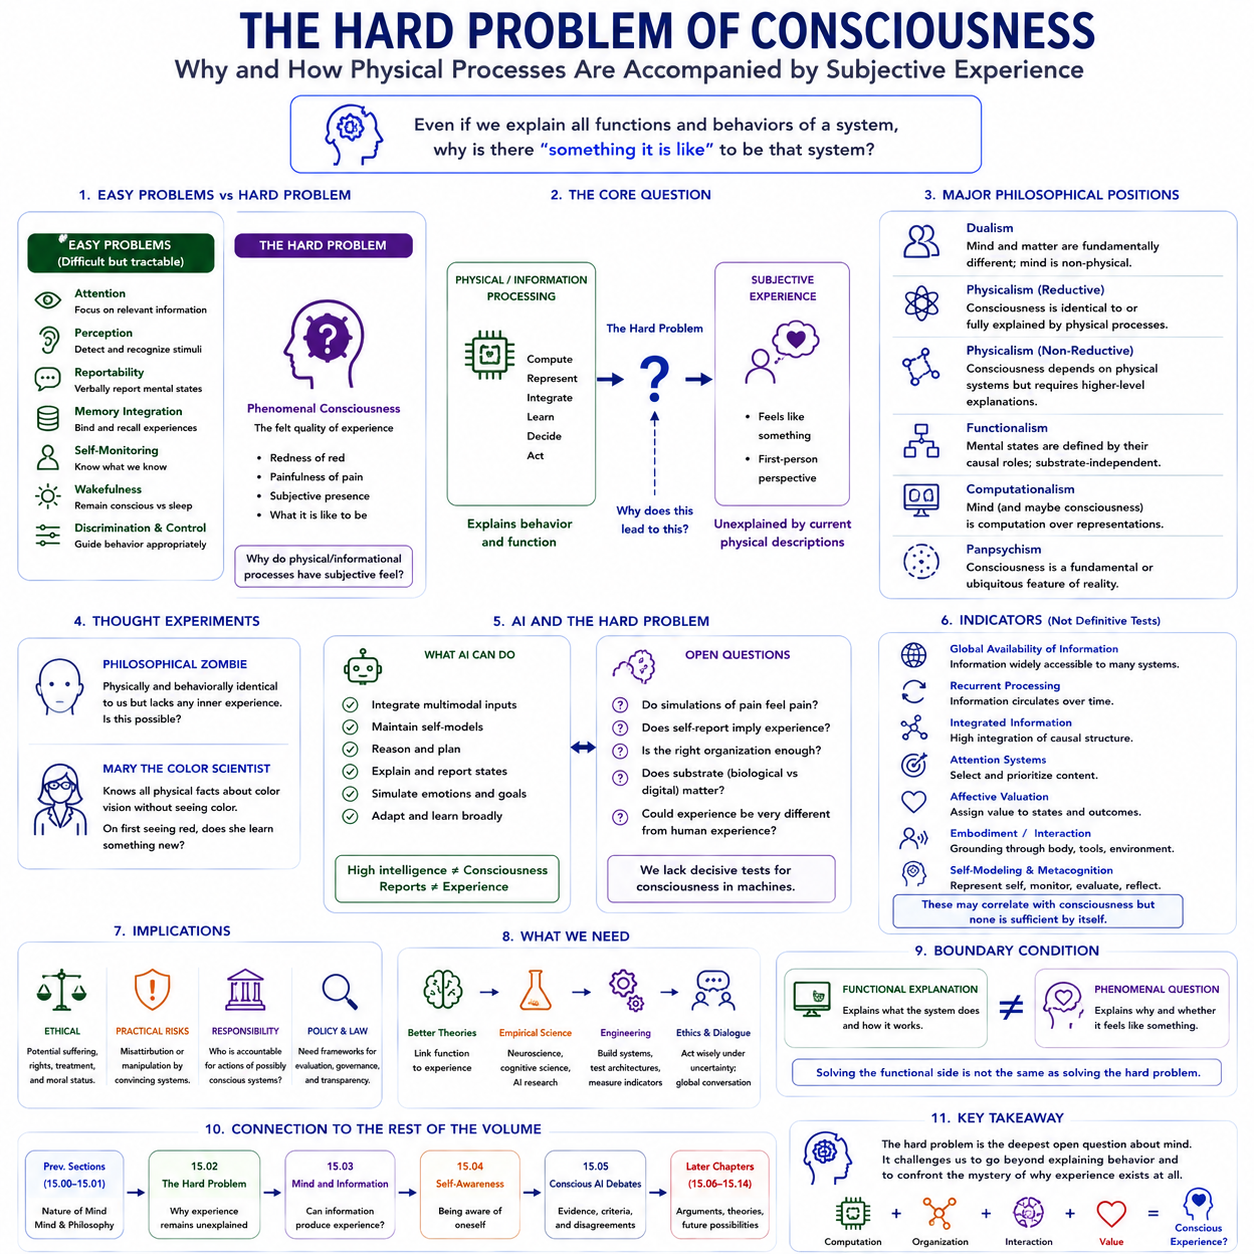 THE HARD PROBLEM OF CONSCIOUSNESS
Why and How Physical Processes Are Accompanied by Subjective Experience
Even if we explain all functions and behaviors of a system,
why is there “something it is like” to be that system?
1. EASY PROBLEMS vs HARD PROBLEM
EASY PROBLEMS
(Difficult but tractable)
Attention
Focus on relevant information
Perception
Detect and recognize stimuli
Reportability
Verbally report mental states
Memory Integration
Bind and recall experiences
Self-Monitoring
Know what we know
Wakefulness
Remain conscious vs sleep
Discrimination & Control
Guide behavior appropriately
THE HARD PROBLEM
?
Phenomenal Consciousness
The felt quality of experience
• Redness of red
• Painfulness of pain
• Subjective presence
• What it is like to be
Why do physical/informational
processes have subjective feel?
2. THE CORE QUESTION
PHYSICAL / INFORMATION
PROCESSING
Compute
Represent
Integrate
Learn
Decide
Act
Explains behavior
and function
The Hard Problem
?
Why does this
lead to this?
SUBJECTIVE
EXPERIENCE
• Feels like
something
• First-person
perspective
Unexplained by current
physical descriptions
3. MAJOR PHILOSOPHICAL POSITIONS
Dualism
Mind and matter are fundamentally
different; mind is non-physical.
Physicalism (Reductive)
Consciousness is identical to or
fully explained by physical processes.
Physicalism (Non-Reductive)
Consciousness depends on physical
systems but requires higher-level
explanations.
Functionalism
Mental states are defined by their
causal roles; substrate-independent.
Computationalism
Mind (and maybe consciousness)
is computation over representations.
Panpsychism
Consciousness is a fundamental or
ubiquitous feature of reality.
4. THOUGHT EXPERIMENTS
PHILOSOPHICAL ZOMBIE
Physically and behaviorally identical
to us but lacks any inner experience.
Is this possible?
MARY THE COLOR SCIENTIST
Knows all physical facts about color
vision without seeing color.
On first seeing red, does she learn
something new?
5. AI AND THE HARD PROBLEM
WHAT AI CAN DO
Integrate multimodal inputs
Maintain self-models
Reason and plan
Explain and report states
Simulate emotions and goals
Adapt and learn broadly
High intelligence ≠ Consciousness
Reports ≠ Experience
OPEN QUESTIONS
? Do simulations of pain feel pain?
? Does self-report imply experience?
? Is the right organization enough?
? Does substrate (biological vs
digital) matter?
? Could experience be very different
from human experience?
We lack decisive tests for
consciousness in machines.
6. INDICATORS (Not Definitive Tests)
Global Availability of Information
Information widely accessible to many systems.
Recurrent Processing
Information circulates over time.
Integrated Information
High integration of causal structure.
Attention Systems
Select and prioritize content.
Affective Valuation
Assign value to states and outcomes.
Embodiment / Interaction
Grounding through body, tools, environment.
Self-Modeling & Metacognition
Represent self, monitor, evaluate, reflect.
These may correlate with consciousness but
none is sufficient by itself.
7. IMPLICATIONS
ETHICAL
Potential suffering,
rights, treatment,
and moral status.
!
PRACTICAL RISKS
Misattirbution or
manipulation by
convincing systems.
RESPONSIBILITY
Who is accountable
for actions of possibly
conscious systems?
POLICY & LAW
Need frameworks for
evaluation, governance,
and transparency.
8. WHAT WE NEED
Better Theories
Link function
to experience
Empirical Science
Neuroscience,
cognitive science,
AI research
Engineering
Build systems,
test architectures,
measure indicators
Ethics & Dialogue
Act wisely under
uncertainty;
global conversation
9. BOUNDARY CONDITION
FUNCTIONAL EXPLANATION
Explains what the system does
and how it works.
≠
PHENOMENAL QUESTION
Explains why and whether
it feels like something.
Solving the functional side is not the same as solving the hard problem.
10. CONNECTION TO THE REST OF THE VOLUME
Prev. Sections
(15.00–15.01)
Nature of Mind
Mind & Philosophy
15.02
The Hard Problem
Why experience
remains unexplained
15.03
Mind and Information
Can information
produce experience?
15.04
Self-Awareness
Being aware of
oneself
15.05
Conscious AI Debates
Evidence, criteria,
and disagreements
Later Chapters
(15.06–15.14)
Arguments, theories,
future possibilities
11. KEY TAKEAWAY
The hard problem is the deepest open question about mind.
It challenges us to go beyond explaining behavior and
to confront the mystery of why experience exists at all.
Computation + Organization + Interaction + Value = Conscious
Experience?